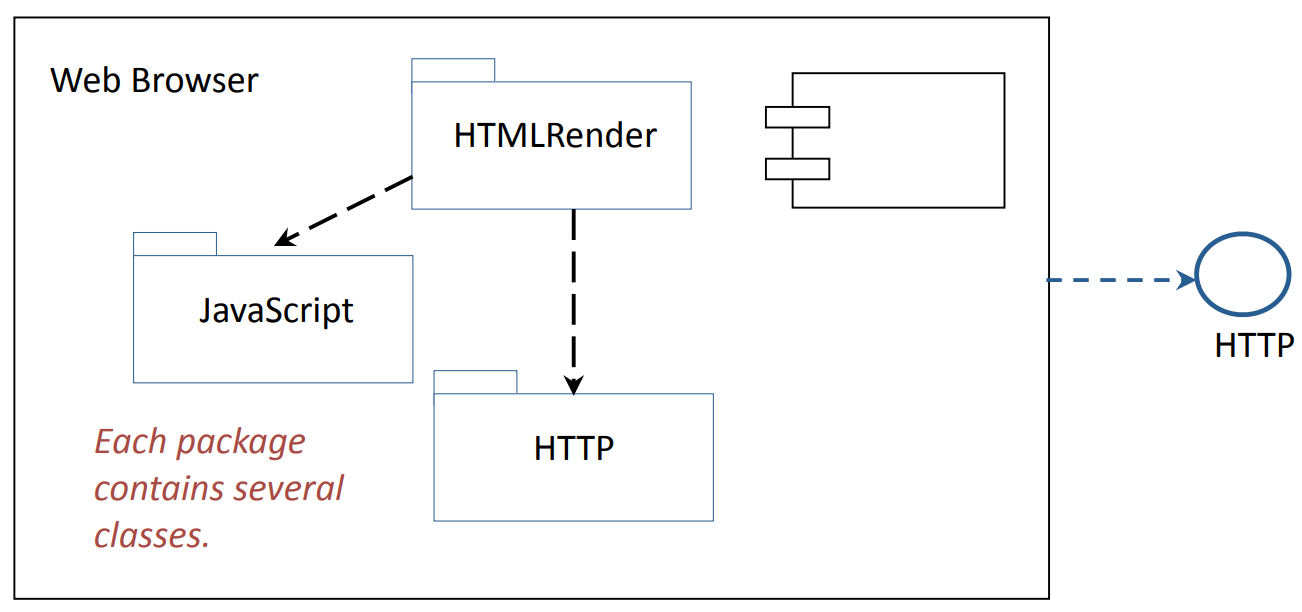 Web Browser
HTMLRender
JavaScript
HTTP
HTTP
Each package
contains several
classes.